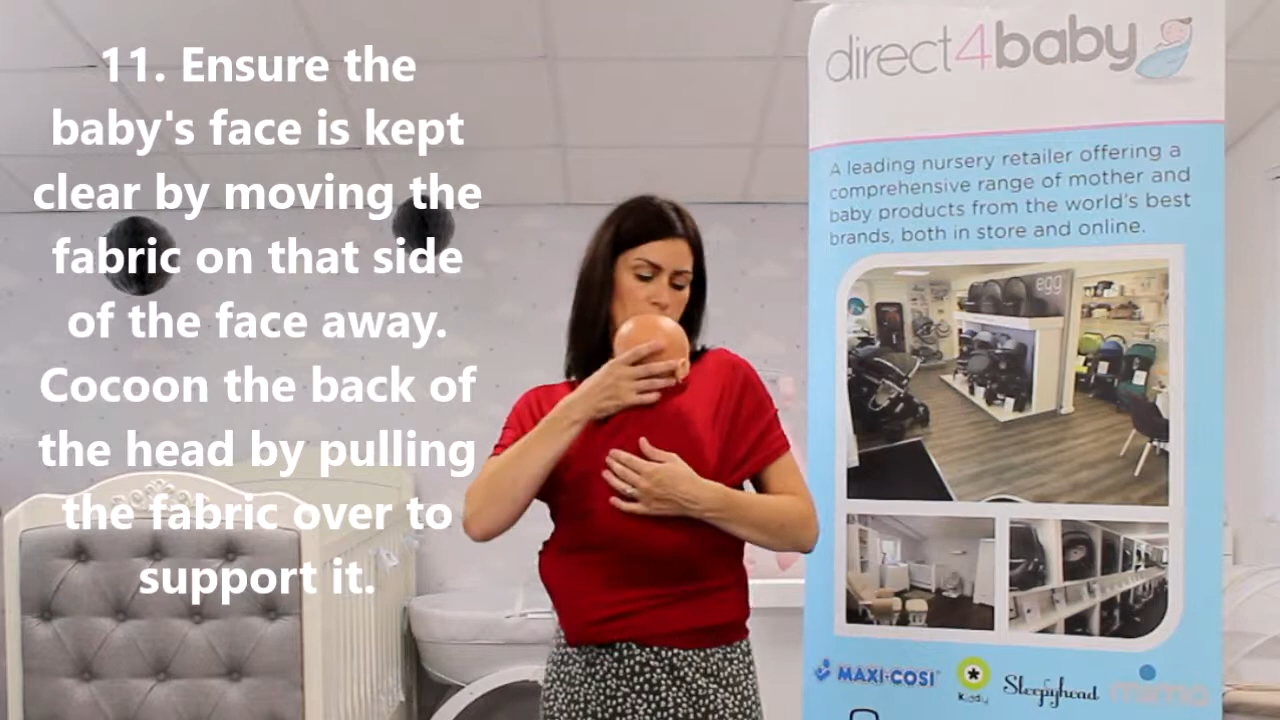 11. Ensure the
baby's face is kept
clear by moving the
fabric on that side
of the face away.
Cocoon the back of
the head by pulling
the fabric over to
support it.
direct4baby
A leading nursery retailer offering a
comprehensive range of mother and
baby products from the world's best
brands, both in store and online.
egg
MAXI-COSI
Kiddy
Sleepyhead
mima